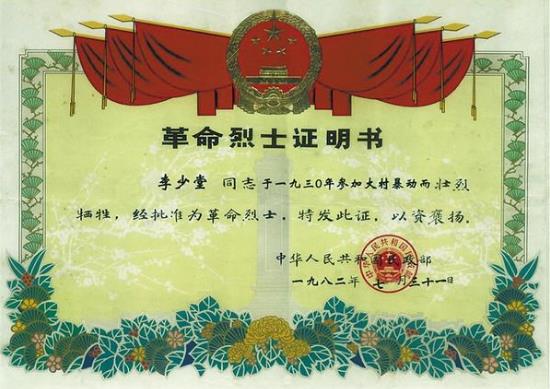 革命烈士证明书
李少堂 同志于一九三〇年参加大村暴动而壮烈
牺牲，经批准为革命烈士。特发此证，以资褒扬。
中华人民共和国民政部
一九八二年七月三十一日